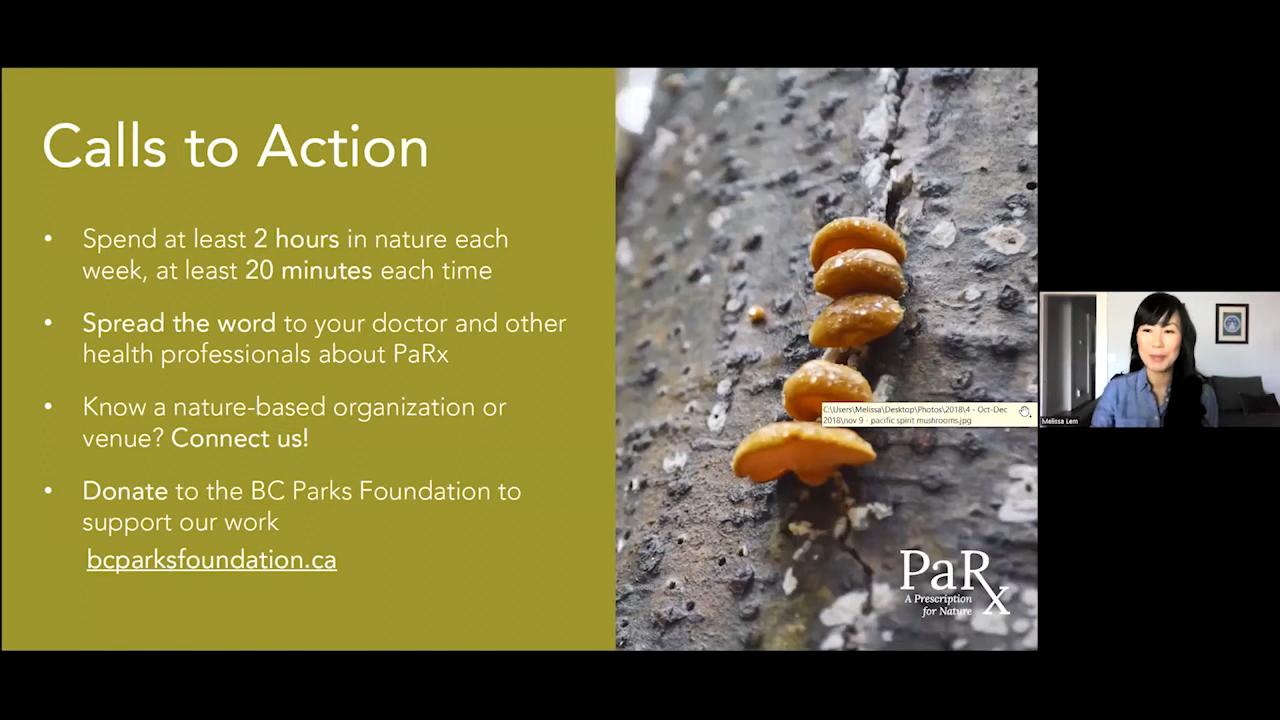 Calls to Action
• Spend at least 2 hours in nature each
week, at least 20 minutes each time
• Spread the word to your doctor and other
health professionals about PaRx
• Know a nature-based organization or
venue? Connect us!
• Donate to the BC Parks Foundation to
support our work
bcparksfoundation.ca
C:\Users\Melissa\Desktop\Photos\2018\4 - Oct-Dec
2018\nov 9 - pacific spirit mushrooms.jpg
PaRx
A Prescription
for Nature
Melissa Lem